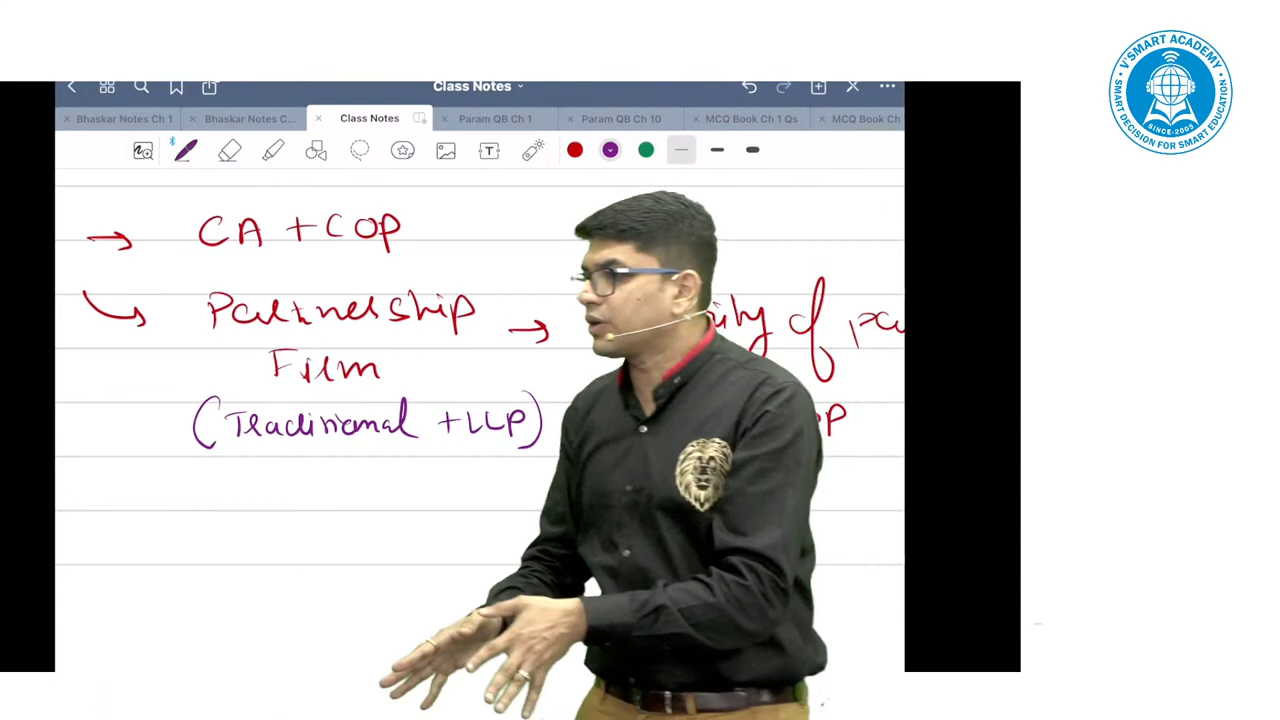 Class Notes
Bhaskar Notes Ch 1
Bhaskar Notes C...
Class Notes
Param QB Ch 1
Param QB Ch 10
MCQ Book Ch 1 Qs
MCQ Book Ch
V'SMART ACADEMY
SMART DECISION FOR SMART EDUCATION
SINCE-2005
→ CA + COP
Partnership → of
Firm
(Traditional + LLP)